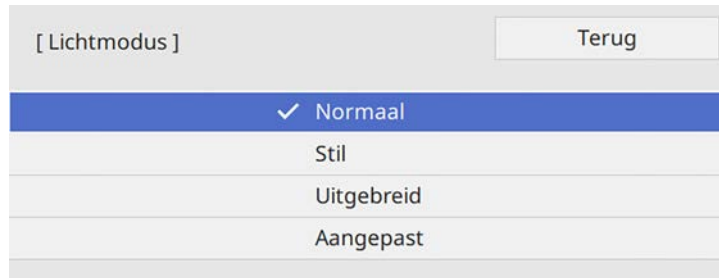 [ Lichtmodus ]
Terug
Normaal
Stil
Uitgebreid
Aangepast